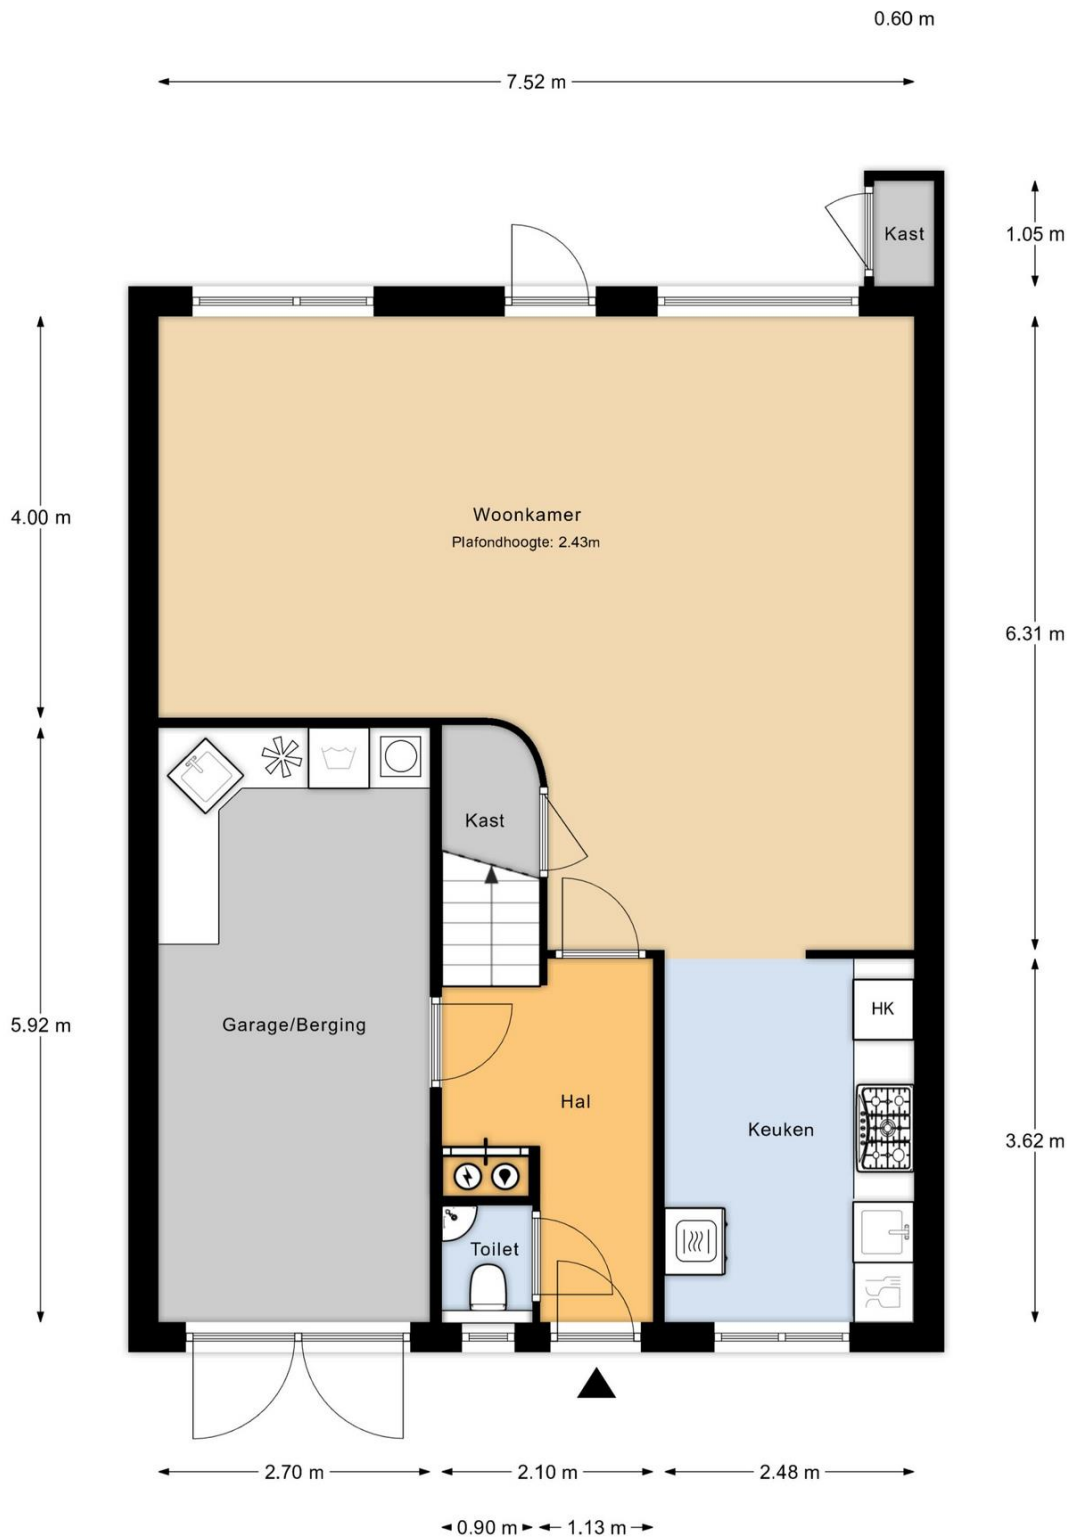 0.60 m
7.52 m
Kast
1.05 m
4.00 m
Woonkamer
Plafondhoogte: 2.43m
6.31 m
Kast
5.92 m
Garage/Berging
HK
Hal
Keuken
3.62 m
Toilet
2.70 m
2.10 m
2.48 m
0.90 m
1.13 m